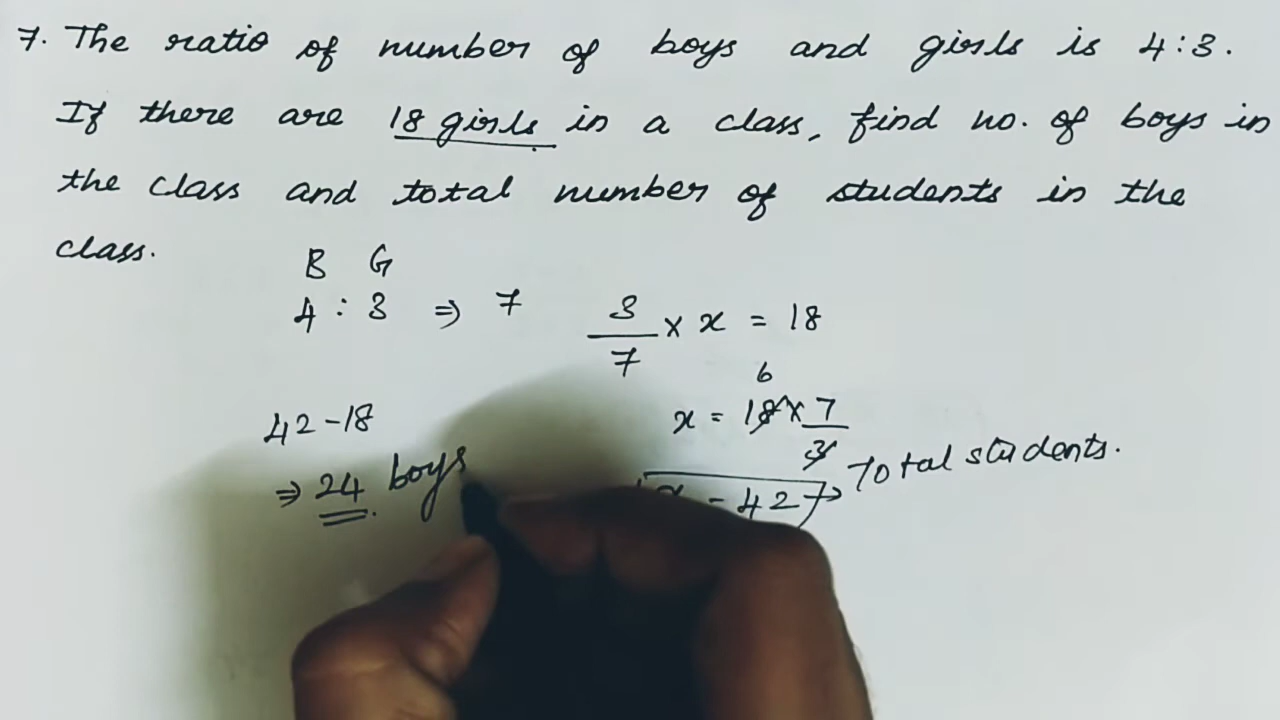 7. The ratio of number of boys and girls is 4:3.
If there are 18 girls in a class, find no. of boys in
the class and total number of students in the
class.
B G
4 : 3 ⇒ 7
3/7 × x = 18
6
x = 18 × 7/3
x = 42 → Total students.
42 - 18
⇒ 24 boys